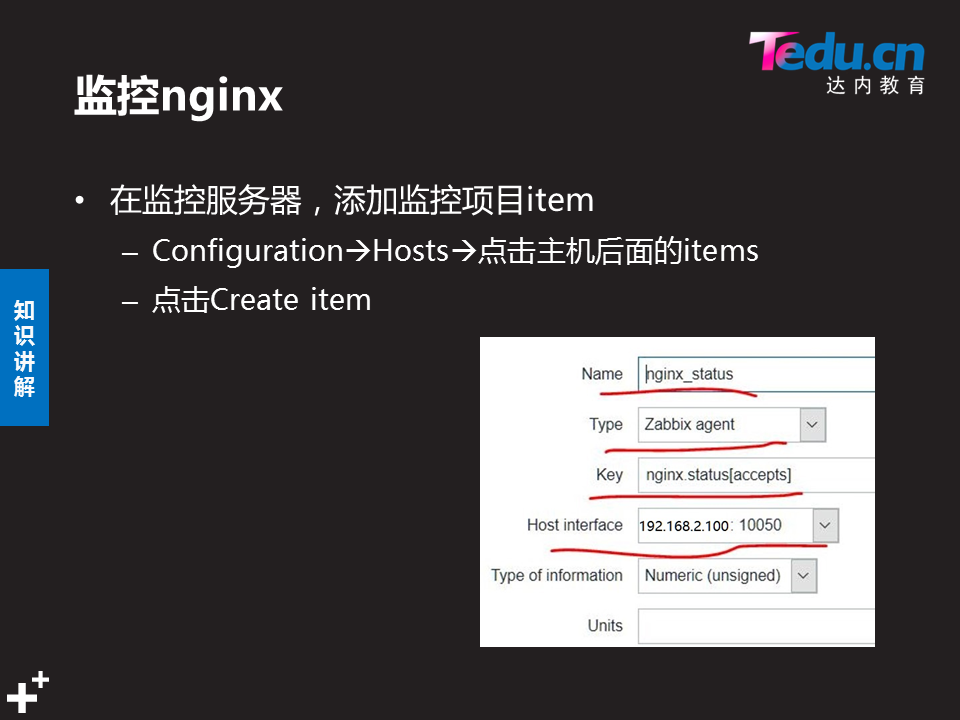 Tedu.cn
达内教育
监控nginx
• 在监控服务器，添加监控项目item
– Configuration→Hosts→点击主机后面的items
– 点击Create item
知识讲解
Name nginx_status
Type Zabbix agent
Key nginx.status[accepts]
Host interface 192.168.2.100: 10050
Type of information Numeric (unsigned)
Units